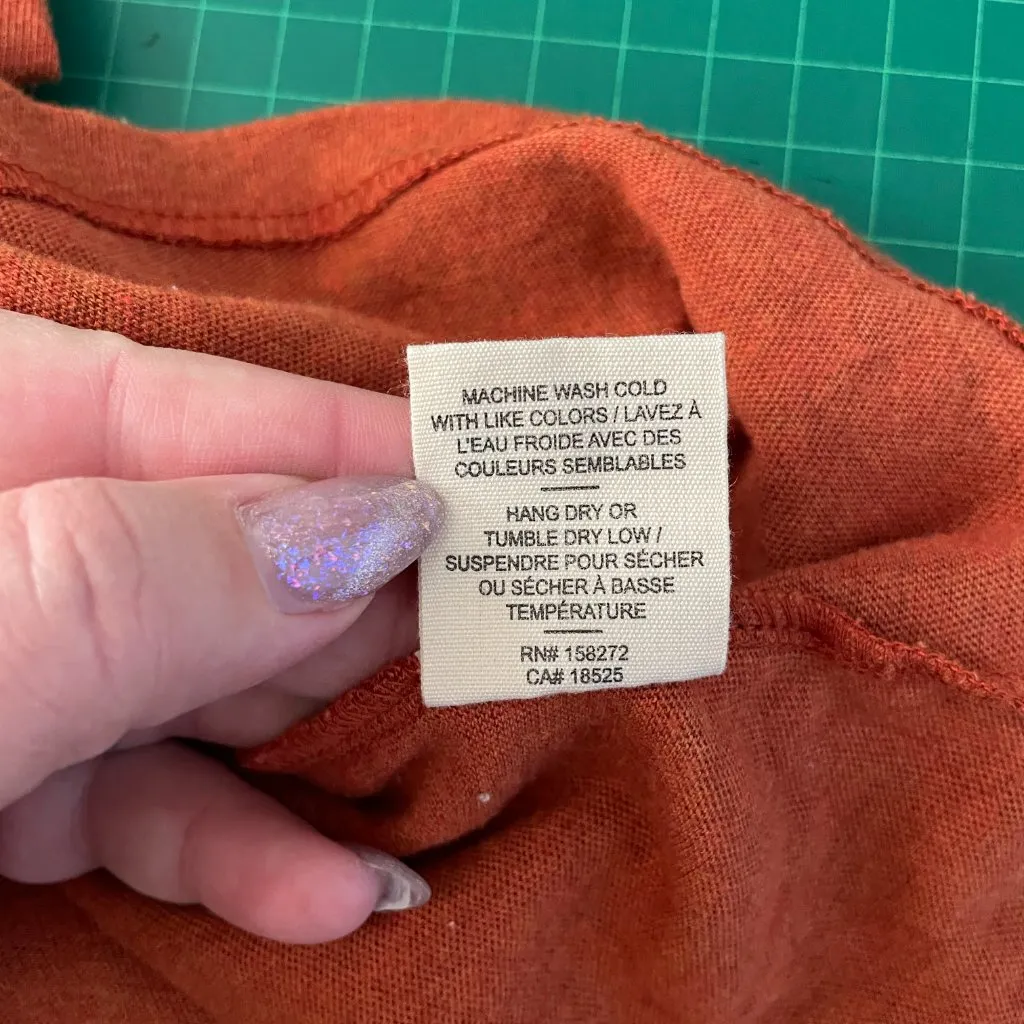 MACHINE WASH COLD
WITH LIKE COLORS / LAVEZ À
L'EAU FROIDE AVEC DES
COULEURS SEMBLABLES
HANG DRY OR
TUMBLE DRY LOW /
SUSPENDRE POUR SÉCHER
OU SÉCHER À BASSE
TEMPÉRATURE
RN# 158272
CA# 18525